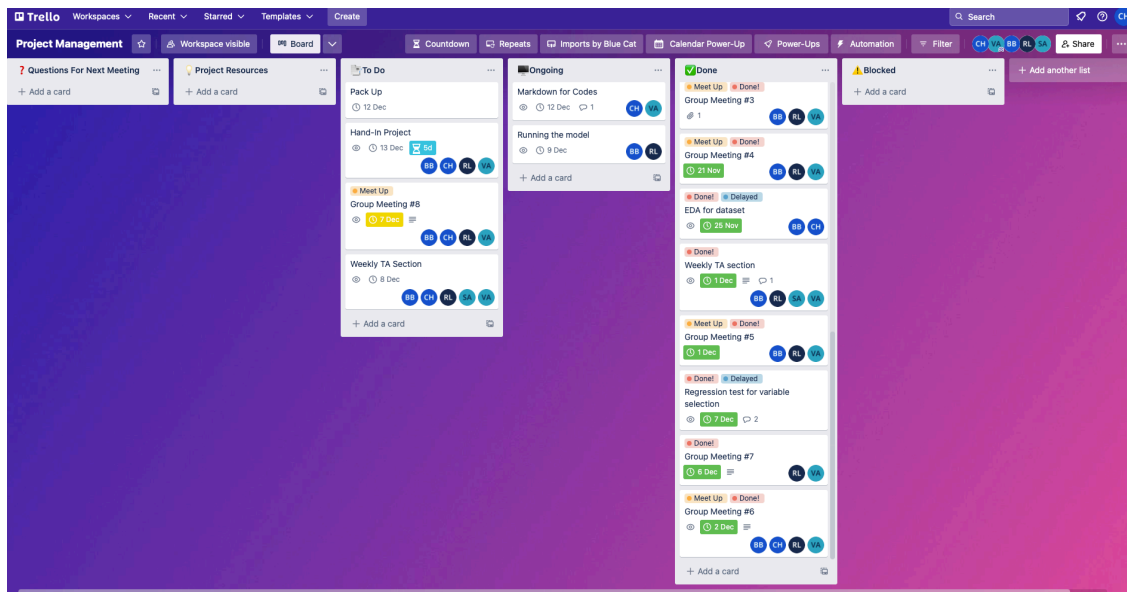 Trello Workspaces Recent Starred Templates Create Search CH
Project Management Workspace visible Board Countdown Repeats Imports by Blue Cat Calendar Power-Up Power-Ups Automation Filter CH VA BB RL SA Share
? Questions For Next Meeting
+ Add a card
Project Resources
+ Add a card
To Do
Pack Up
12 Dec
Hand-In Project
13 Dec 5d
BB CH RL VA
Meet Up
Group Meeting #8
7 Dec
BB CH RL VA
Weekly TA Section
8 Dec
BB CH RL SA VA
+ Add a card
Ongoing
Markdown for Codes
12 Dec 1 CH VA
Running the model
9 Dec BB RL
+ Add a card
Done
Meet Up Done!
Group Meeting #3
1 BB RL VA
Meet Up Done!
Group Meeting #4
21 Nov BB RL VA
Done! Delayed
EDA for dataset
25 Nov BB CH
Done!
Weekly TA section
1 Dec 1
BB RL SA VA
Meet Up Done!
Group Meeting #5
1 Dec BB RL VA
Done! Delayed
Regression test for variable
selection
7 Dec 2
Done!
Group Meeting #7
6 Dec RL VA
Meet Up Done!
Group Meeting #6
2 Dec
BB CH RL VA
+ Add a card
Blocked
+ Add a card
+ Add another list